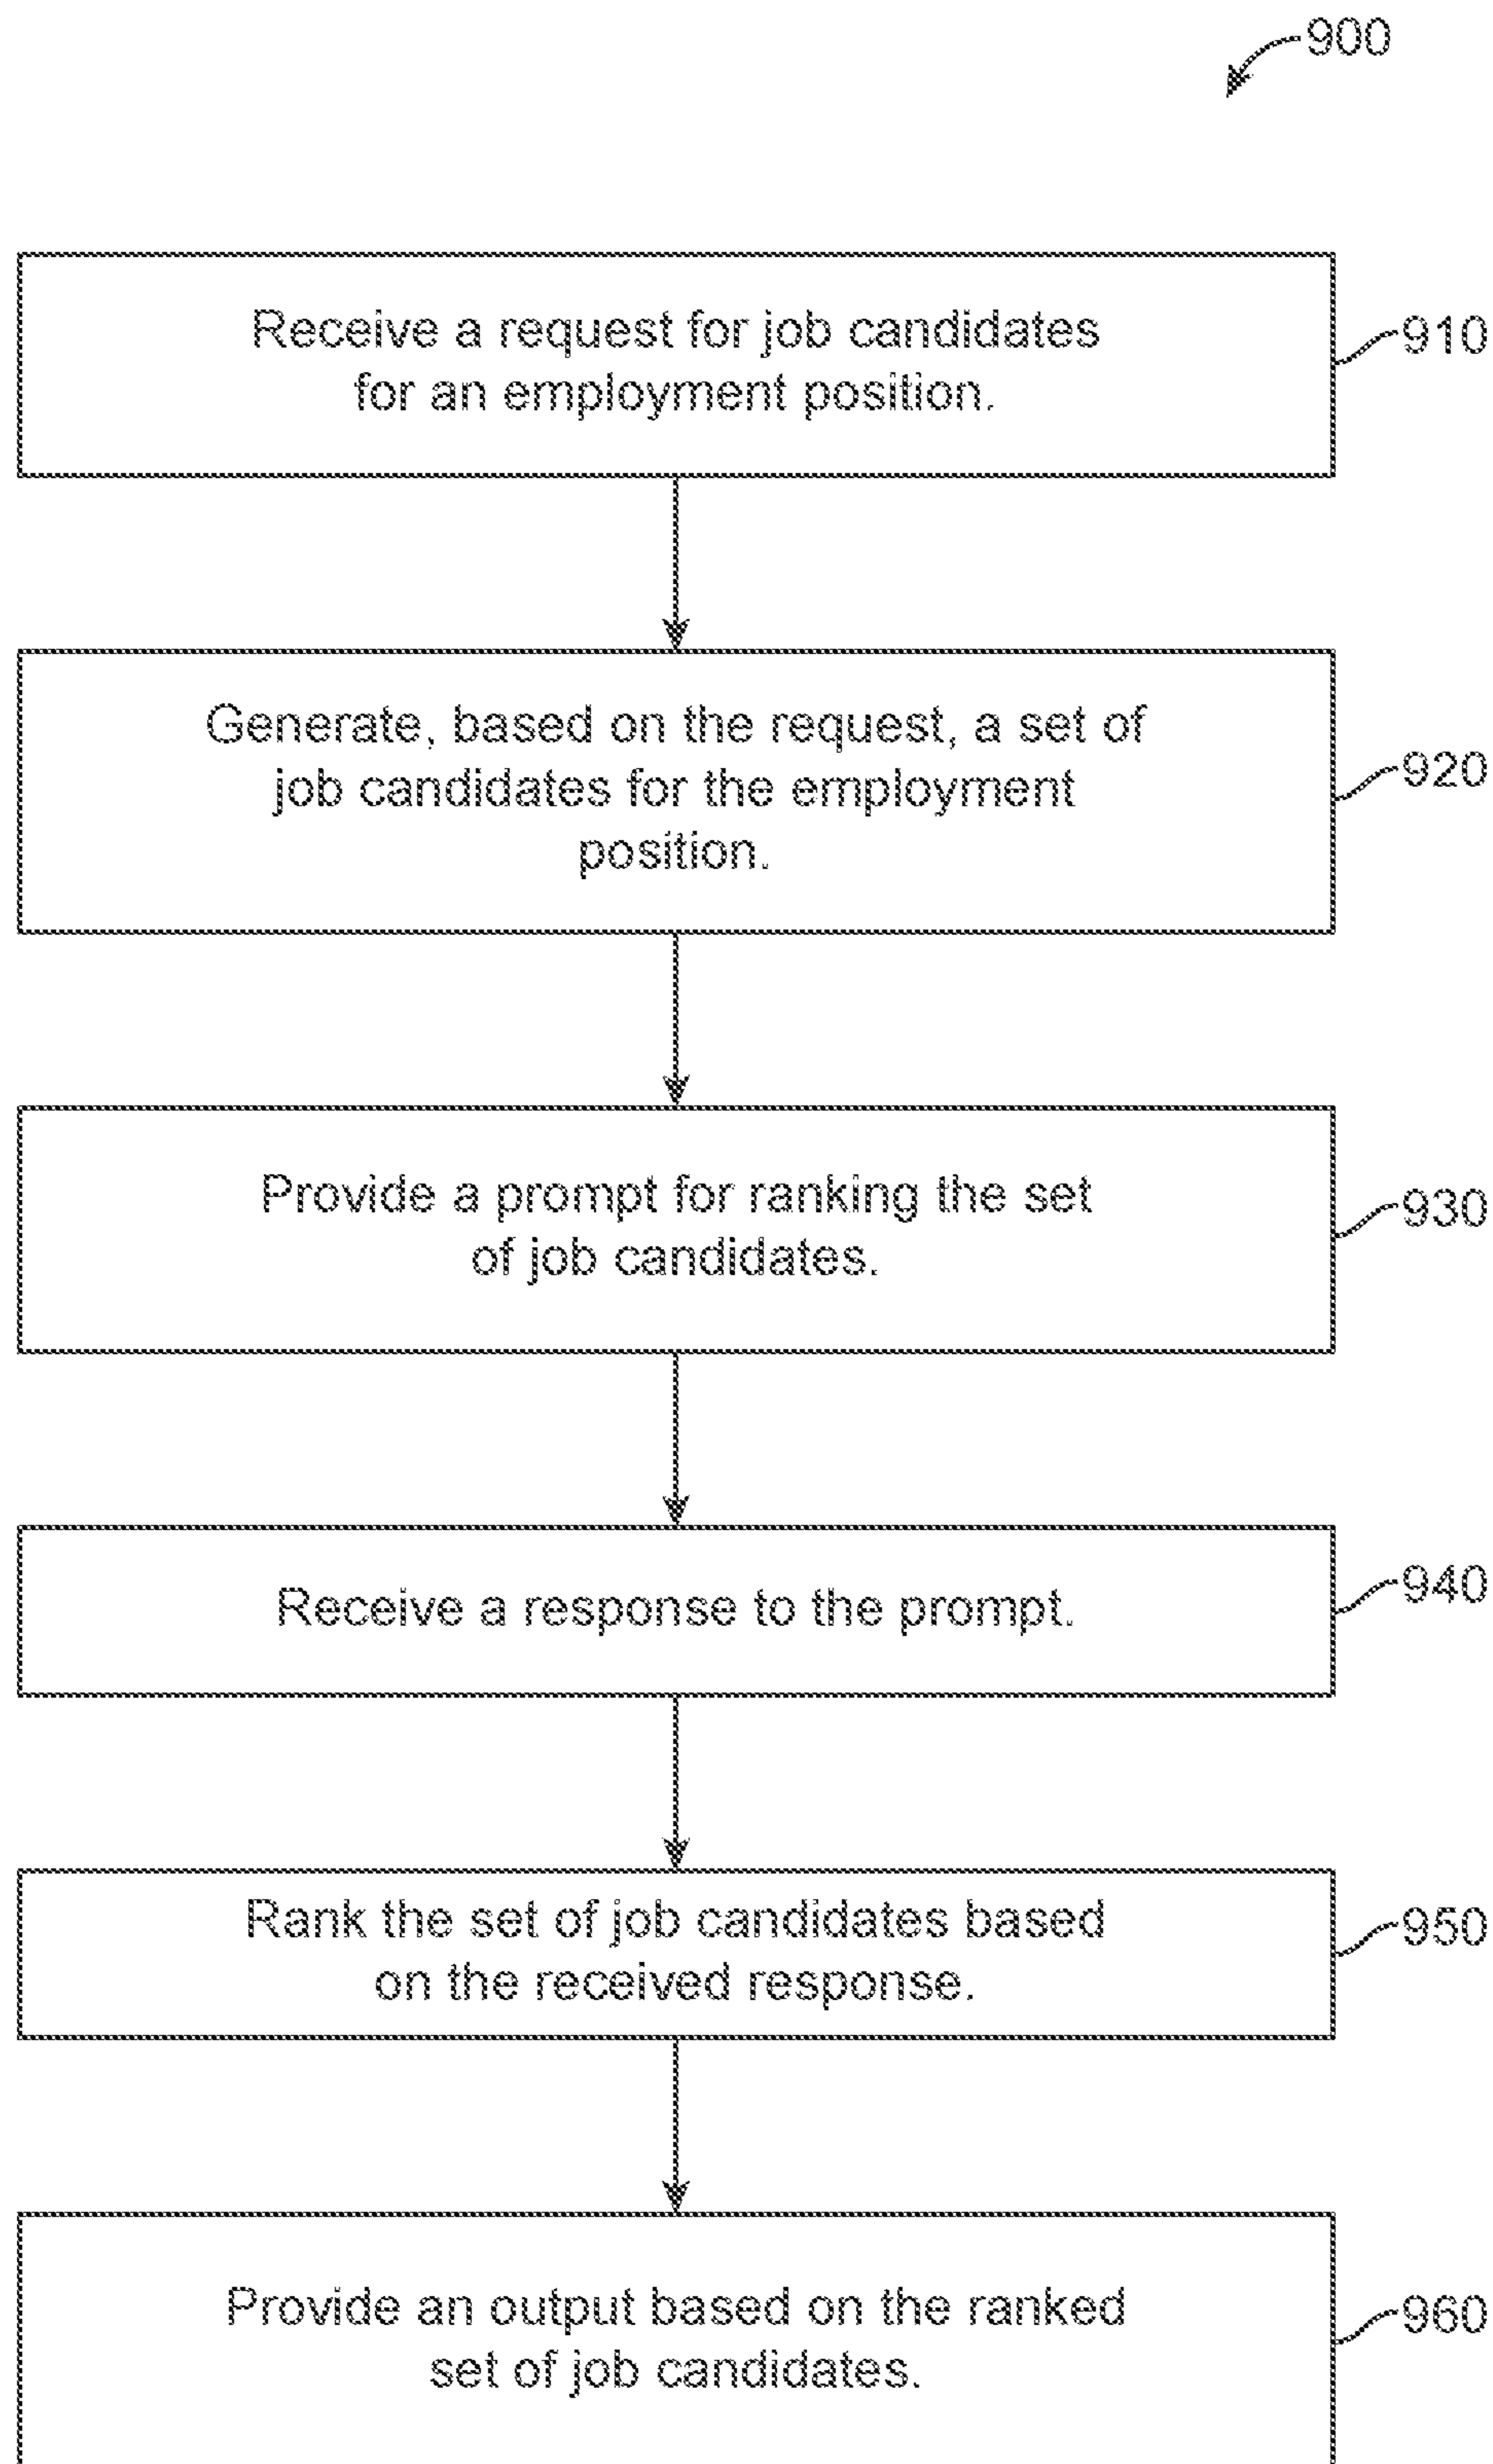 900
Receive a request for job candidates
for an employment position.
910
Generate, based on the request, a set of
job candidates for the employment
position.
920
Provide a prompt for ranking the set
of job candidates.
930
Receive a response to the prompt.
940
Rank the set of job candidates based
on the received response.
950
Provide an output based on the ranked
set of job candidates.
960